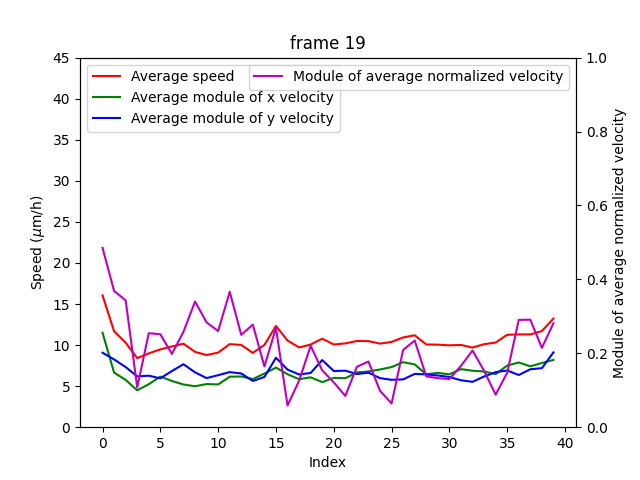 frame 19
Average speed
Average module of x velocity
Average module of y velocity
Module of average normalized velocity
Speed (μm/h)
45
40
35
30
25
20
15
10
5
0
1.0
0.8
0.6
0.4
0.2
0.0
Module of average normalized velocity
0 5 10 15 20 25 30 35 40
Index